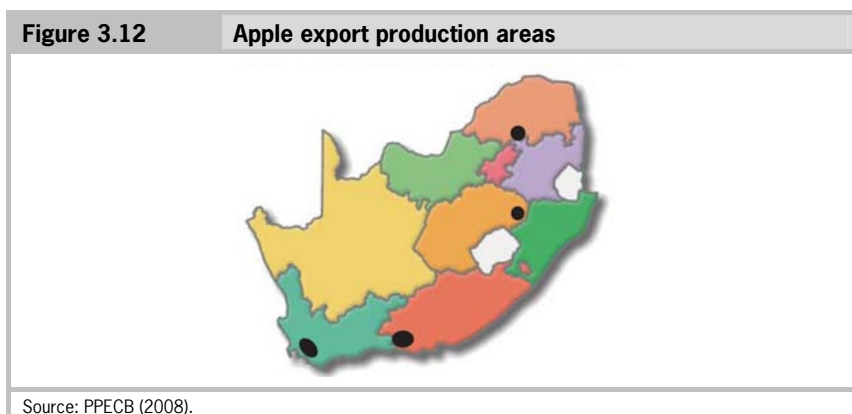 Figure 3.12 Apple export production areas
Source: PPECB (2008).